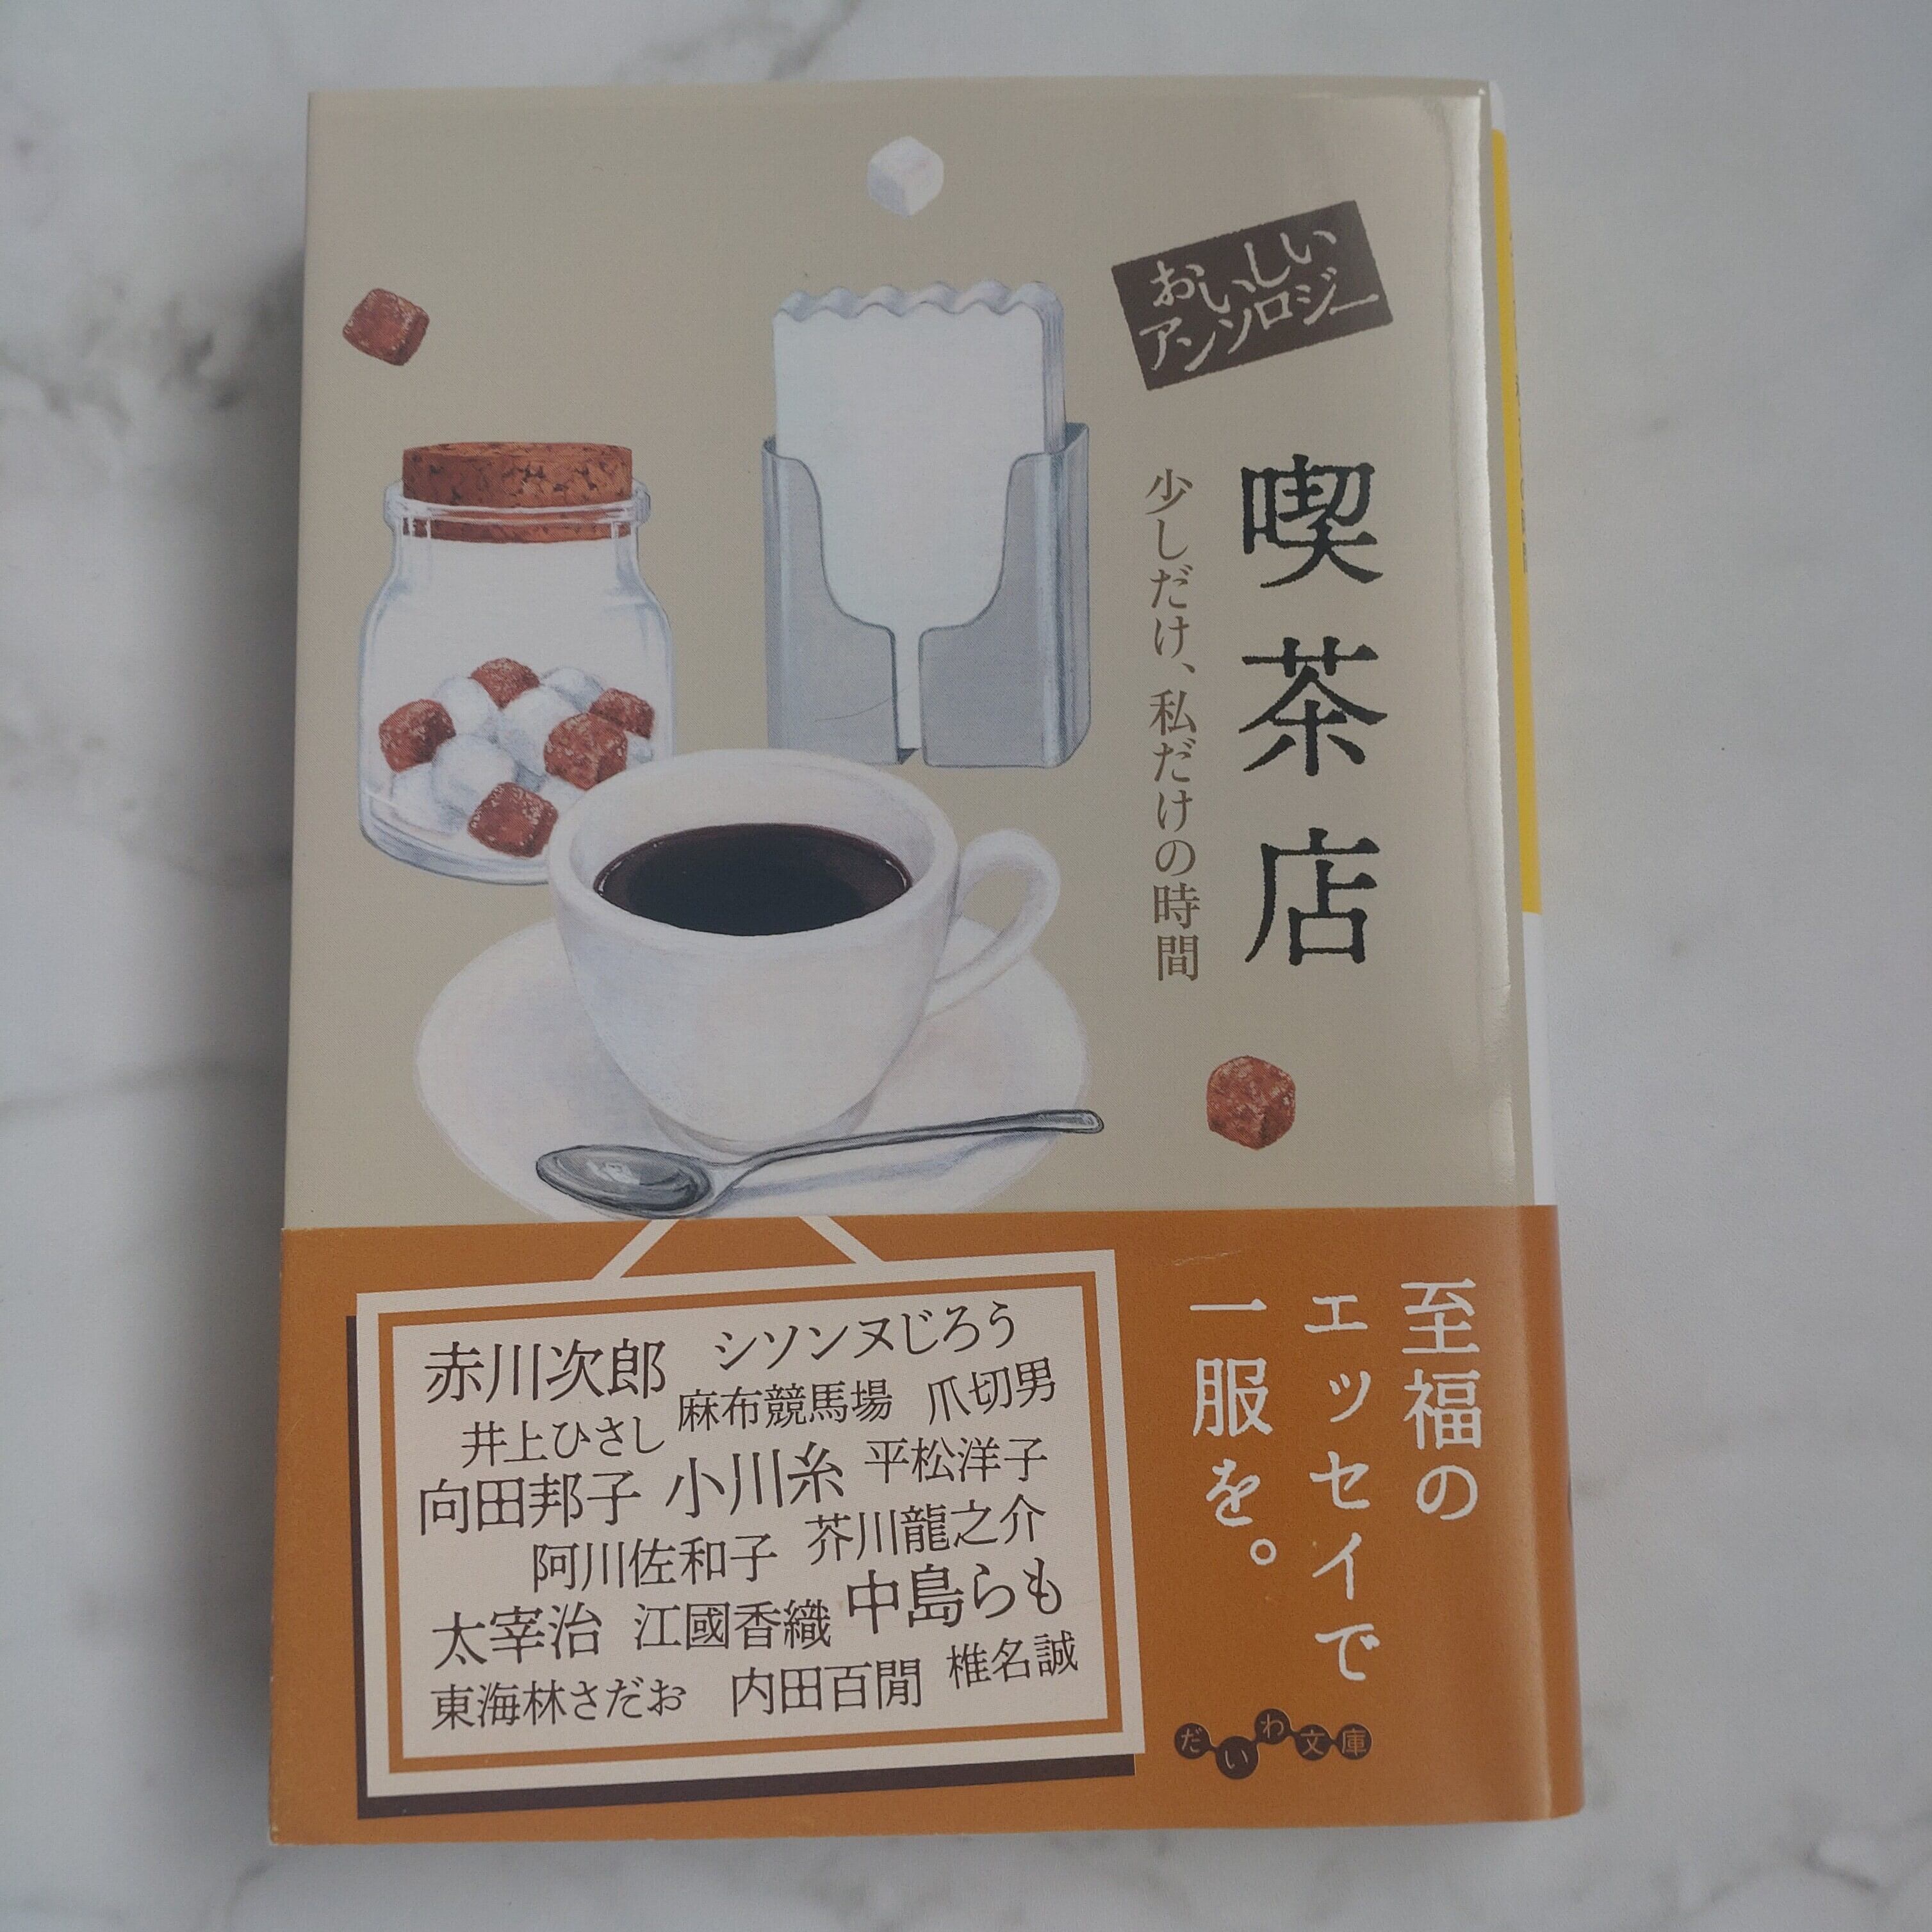 おいしい
アンソロジー
喫茶店
少しだけ、私だけの時間
至福の
エッセイで
一服を。
赤川次郎 シソンヌじろう
井上ひさし 麻布競馬場 爪切男
向田邦子 小川糸 平松洋子
阿川佐和子 芥川龍之介
太宰治 江國香織 中島らも
東海林さだお 内田百閒 椎名誠
だいわ文庫